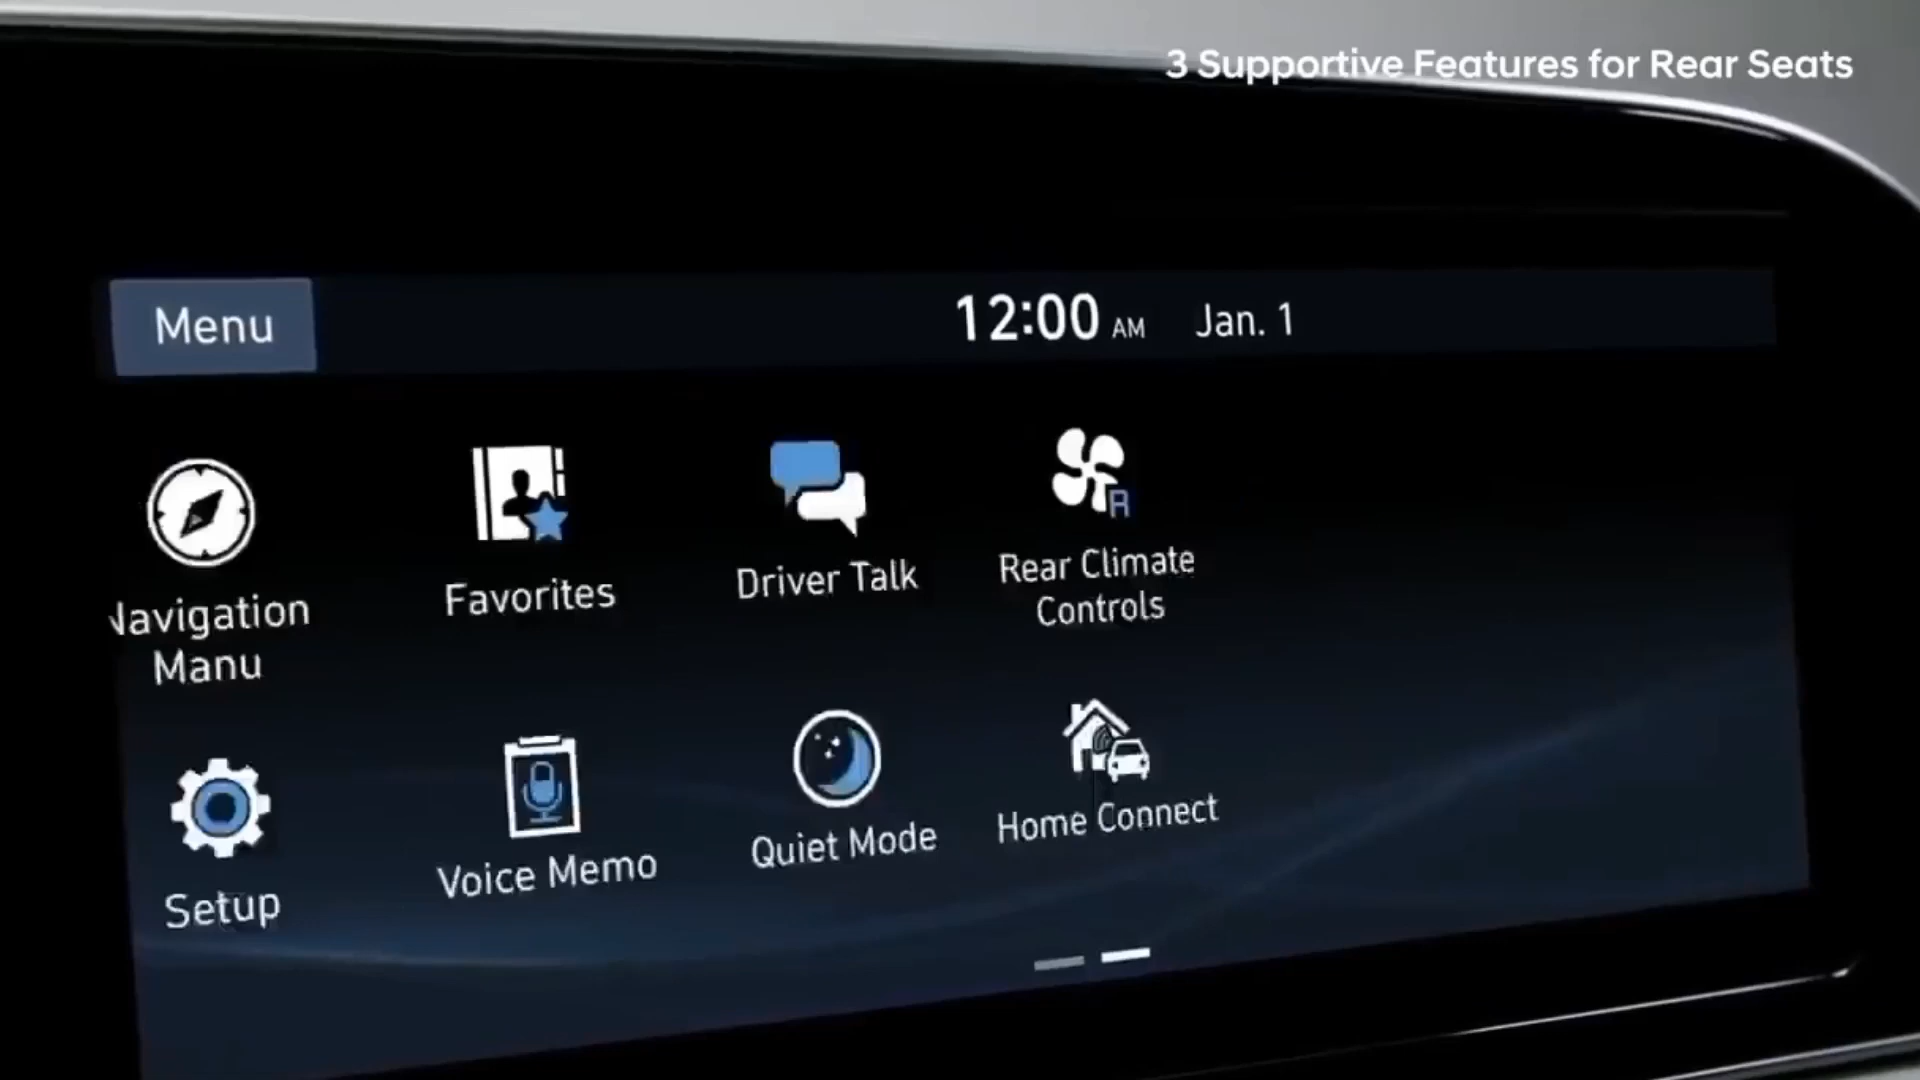 3 Supportive Features for Rear Seats
Menu
12:00 AM Jan. 1
Navigation
Manu
Favorites
Driver Talk
Rear Climate
Controls
R
Setup
Voice Memo
Quiet Mode
Home Connect